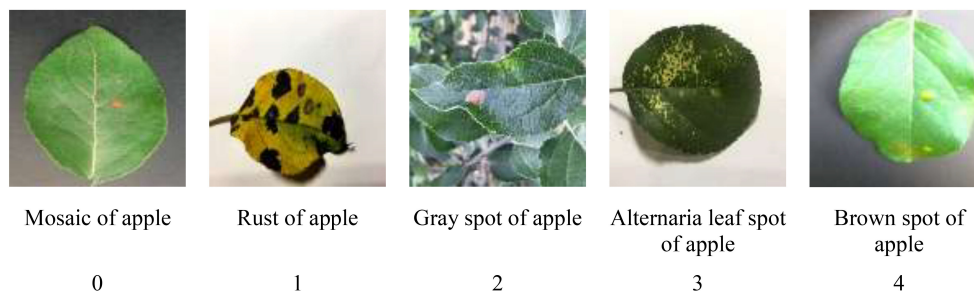 Mosaic of apple
Rust of apple
Gray spot of apple
Alternaria leaf spot
of apple
Brown spot of
apple
0
1
2
3
4